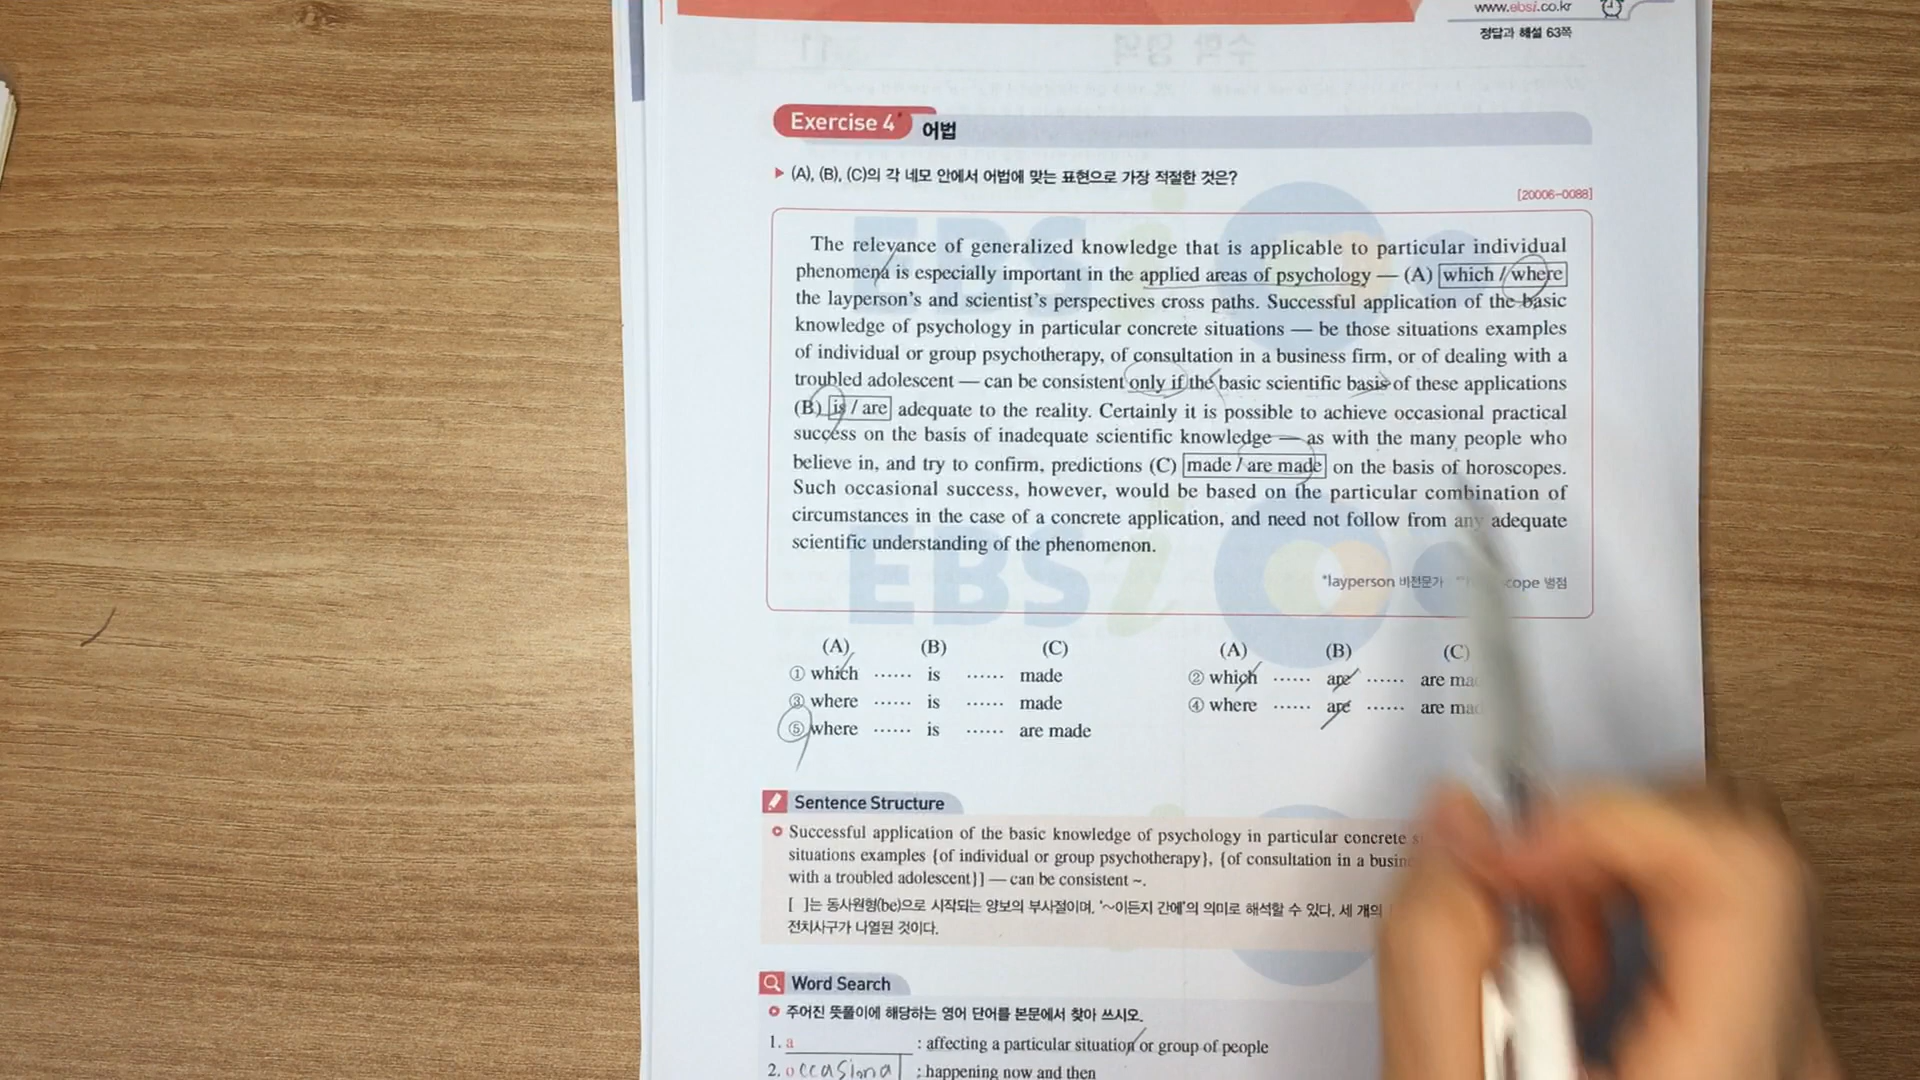 www.ebsi.co.kr
정답과 해설 63쪽
Exercise 4 어법
▶ (A), (B), (C)의 각 네모 안에서 어법에 맞는 표현으로 가장 적절한 것은?
[20006-0088]
The relevance of generalized knowledge that is applicable to particular individual
phenomena is especially important in the applied areas of psychology — (A) which / where
the layperson's and scientist's perspectives cross paths. Successful application of the basic
knowledge of psychology in particular concrete situations — be those situations examples
of individual or group psychotherapy, of consultation in a business firm, or of dealing with a
troubled adolescent — can be consistent only if the basic scientific basis of these applications
(B) is / are adequate to the reality. Certainly it is possible to achieve occasional practical
success on the basis of inadequate scientific knowledge — as with the many people who
believe in, and try to confirm, predictions (C) made / are made on the basis of horoscopes.
Such occasional success, however, would be based on the particular combination of
circumstances in the case of a concrete application, and need not follow from any adequate
scientific understanding of the phenomenon.
*layperson 비전문가 cope 별점
EBSi
EBSi
(A) (B) (C) (A) (B) (C)
① which ······ is ······ made ② which ······ are ······ are ma
③ where ······ is ······ made ④ where ······ are ······ are mad
⑤ where ······ is ······ are made
Sentence Structure
Successful application of the basic knowledge of psychology in particular concrete s
situations examples {of individual or group psychotherapy}, {of consultation in a busine
with a troubled adolescent}] — can be consistent ~.
[ ]는 동사원형(be)으로 시작되는 양보의 부사절이며, '~이든지 간에'의 의미로 해석할 수 있다. 세 개의
전치사구가 나열된 것이다.
Word Search
주어진 뜻풀이에 해당하는 영어 단어를 본문에서 찾아 쓰시오.
1. a : affecting a particular situation or group of people
2. occasional : happening now and then